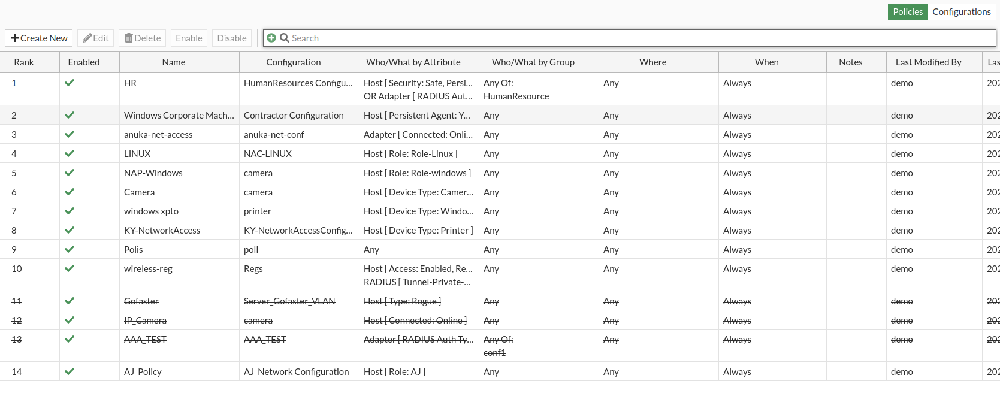 Policies Configurations
Create New Edit Delete Enable Disable Search
Rank Enabled Name Configuration Who/What by Attribute Who/What by Group Where When Notes Last Modified By Las
1 HR HumanResources Configu... Host [ Security: Safe, Persi... Any Of: Any Always demo 202
OR Adapter [ RADIUS Aut... HumanResource
2 Windows Corporate Mach... Contractor Configuration Host [ Persistent Agent: Y... Any Any Always demo 202
3 anuka-net-access anuka-net-conf Adapter [ Connected: Onli... Any Any Always demo 202
4 LINUX NAC-LINUX Host [ Role: Role-Linux ] Any Any Always demo 202
5 NAP-Windows camera Host [ Role: Role-windows ] Any Any Always demo 202
6 Camera camera Host [ Device Type: Camer... Any Any Always demo 202
7 windows xpto printer Host [ Device Type: Windo... Any Any Always demo 202
8 KY-NetworkAccess KY-NetworkAccessConfig... Host [ Device Type: Printer ] Any Any Always demo 202
9 Polis poll Any Any Any Always demo 202
10 wireless-reg Regs Host [ Access: Enabled, Re... Any Any Always demo 202
RADIUS [ Tunnel-Private-...
11 Gofaster Server_Gofaster_VLAN Host [ Type: Rogue ] Any Any Always demo 202
12 IP_Camera camera Host [ Connected: Online ] Any Any Always demo 202
13 AAA_TEST AAA_TEST Adapter [ RADIUS Auth Ty... Any Of: Any Always demo 202
conf1
14 AJ_Policy AJ_Network Configuration Host [ Role: AJ ] Any Any Always demo 202